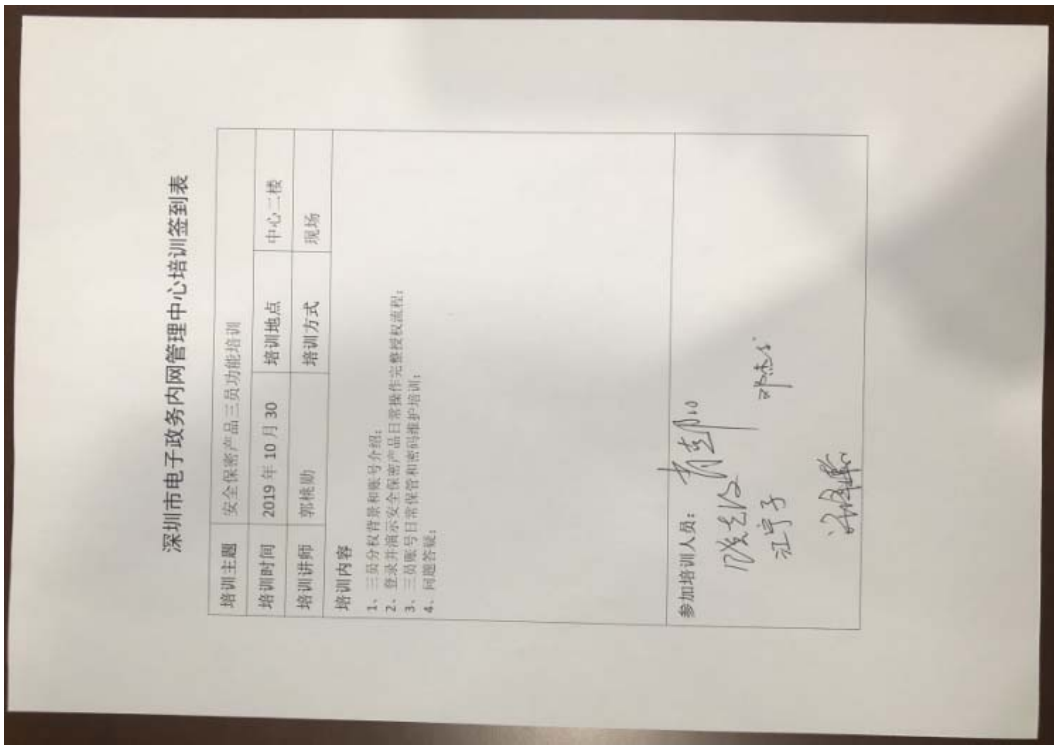 深圳市电子政务内网管理中心培训签到表
培训主题 安全保密产品三员功能培训
培训时间 2019 年 10 月 30 培训地点 中心二楼
培训讲师 郭桃勋 培训方式 现场
培训内容
1、三员分权背景和账号介绍;
2、登录并演示安全保密产品日常操作完整授权流程;
3、三员账号日常保管和密码维护培训;
4、问题答疑;
参加培训人员: